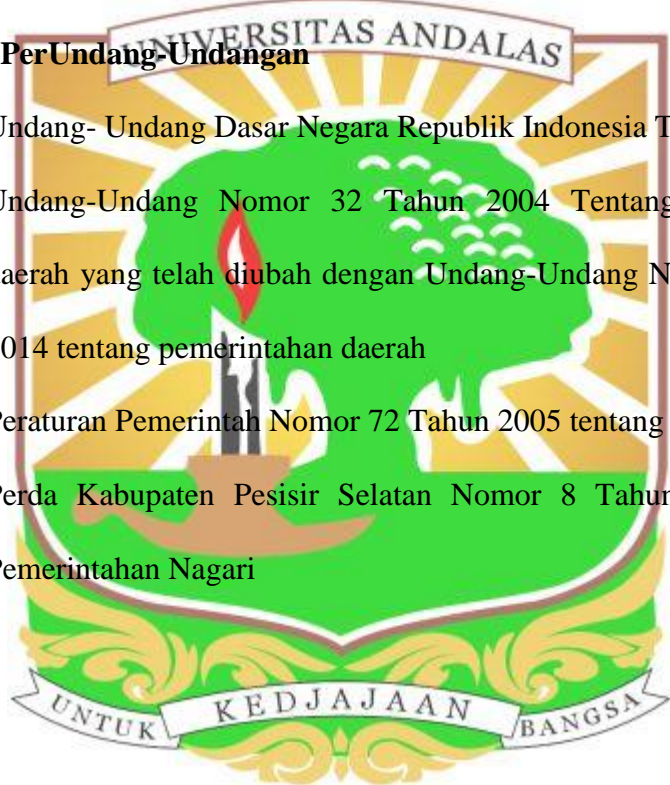 UNIVERSITAS ANDALAS
PerUndang-Undangan
Undang- Undang Dasar Negara Republik Indonesia T
Undang-Undang Nomor 32 Tahun 2004 Tentang
daerah yang telah diubah dengan Undang-Undang N
2014 tentang pemerintahan daerah
Peraturan Pemerintah Nomor 72 Tahun 2005 tentang
Perda Kabupaten Pesisir Selatan Nomor 8 Tahun
Pemerintahan Nagari
UNTUK KEDJAJAAN BANGSA